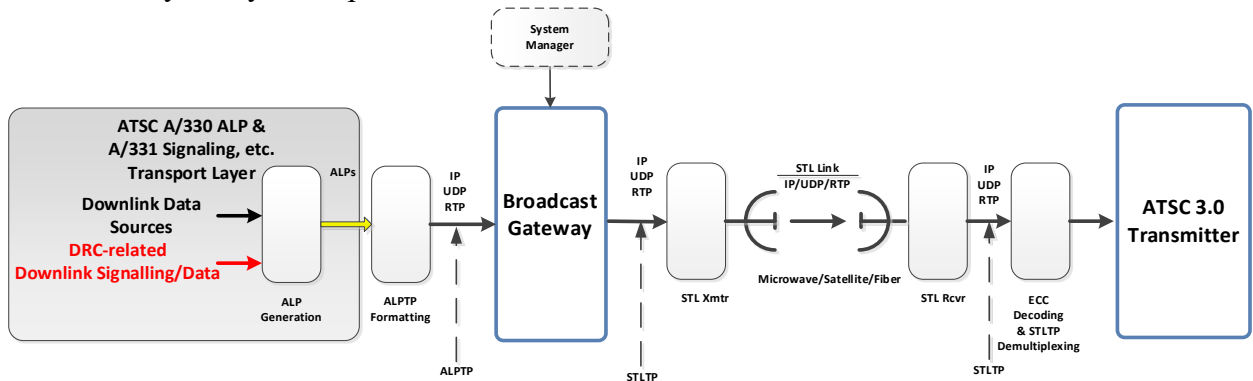 System
Manager
ATSC A/330 ALP &
A/331 Signaling, etc.
Transport Layer
ALPs
Downlink Data
Sources
DRC-related
Downlink Signalling/Data
ALP
Generation
ALPTP
Formatting
IP
UDP
RTP
ALPTP
Broadcast
Gateway
IP
UDP
RTP
STLTP
STL Xmtr
STL Link
IP/UDP/RTP
Microwave/Satellite/Fiber
STL Rcvr
IP
UDP
RTP
STLTP
ECC
Decoding
& STLTP
Demultiplexing
ATSC 3.0
Transmitter